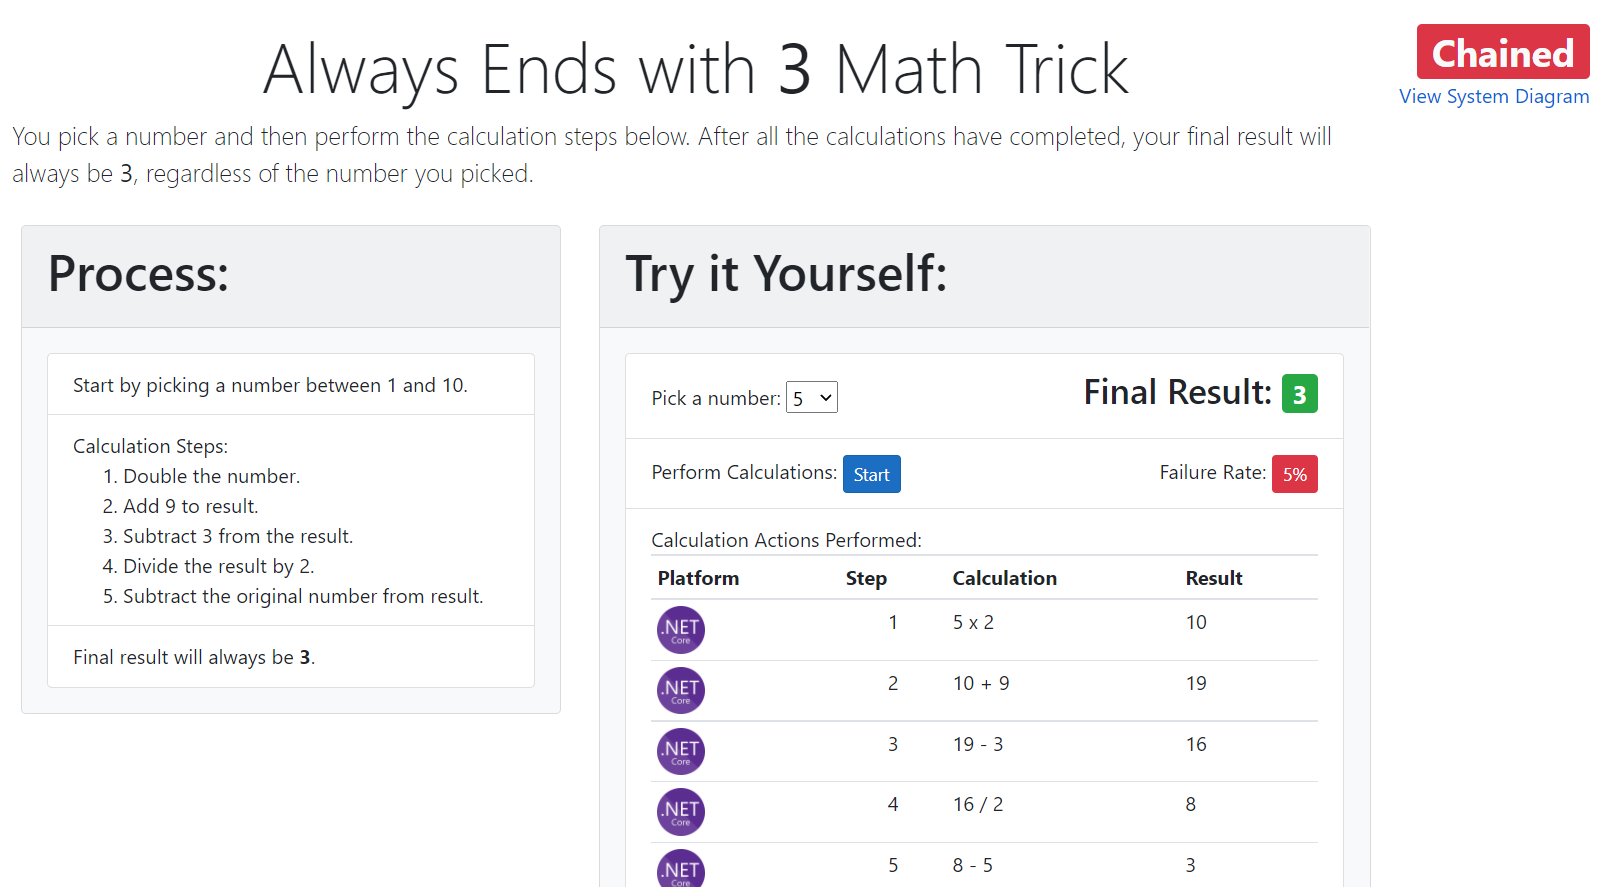 Always Ends with 3 Math Trick
Chained
View System Diagram
You pick a number and then perform the calculation steps below. After all the calculations have completed, your final result will
always be 3, regardless of the number you picked.
Process:
Start by picking a number between 1 and 10.
Calculation Steps:
1. Double the number.
2. Add 9 to result.
3. Subtract 3 from the result.
4. Divide the result by 2.
5. Subtract the original number from result.
Final result will always be 3.
Try it Yourself:
Pick a number: 5 Final Result: 3
Perform Calculations: Start Failure Rate: 5%
Calculation Actions Performed:
Platform Step Calculation Result
.NET Core 1 5 x 2 10
.NET Core 2 10 + 9 19
.NET Core 3 19 - 3 16
.NET Core 4 16 / 2 8
.NET Core 5 8 - 5 3